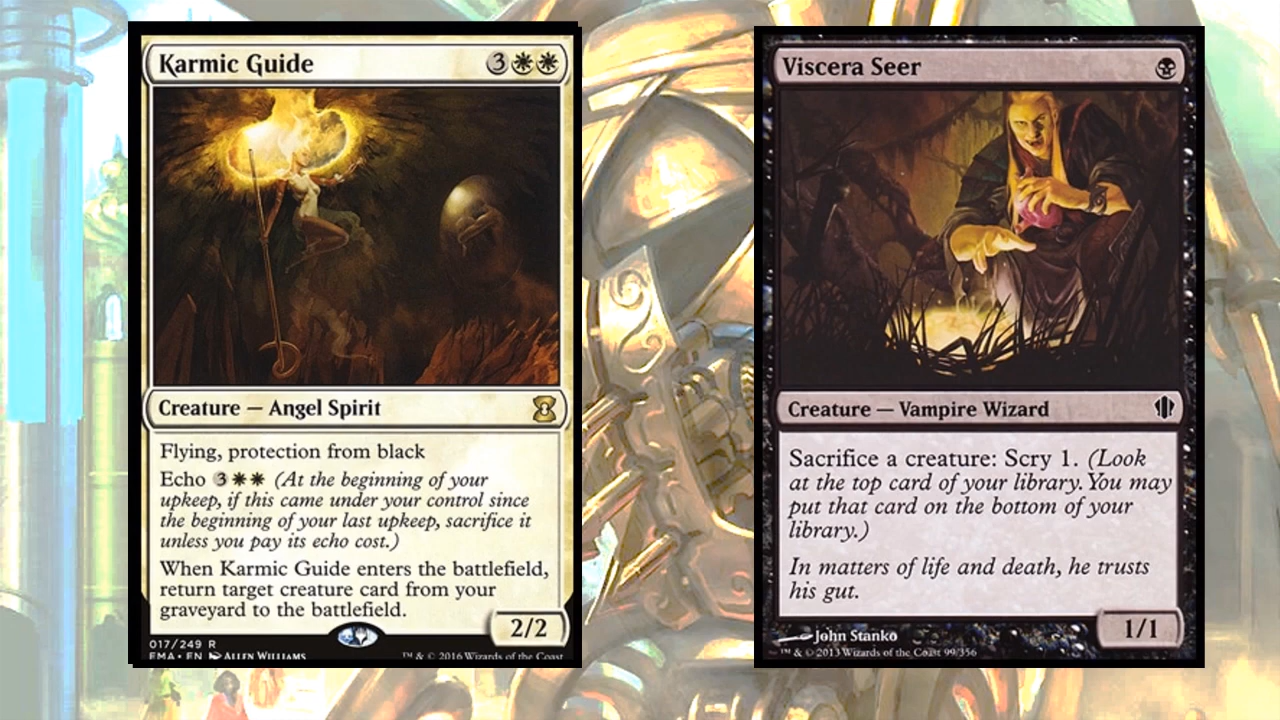 Karmic Guide 3
Creature — Angel Spirit
Flying, protection from black
Echo 3 (At the beginning of your
upkeep, if this came under your control since
the beginning of your last upkeep, sacrifice it
unless you pay its echo cost.)
When Karmic Guide enters the battlefield,
return target creature card from your
graveyard to the battlefield.
2/2
017/249 R
EMA • EN ALLEN WILLIAMS ™ & © 2016 Wizards of the Coast
Viscera Seer
Creature — Vampire Wizard
Sacrifice a creature: Scry 1. (Look
at the top card of your library. You may
put that card on the bottom of your
library.)
In matters of life and death, he trusts
his gut.
1/1
John Stanko
™ & © 2013 Wizards of the Coast 99/356